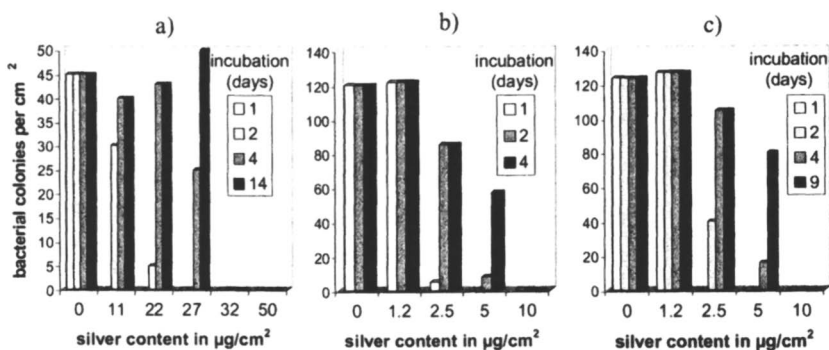 a)
bacterial colonies per cm²
50
45
40
35
30
25
20
15
10
5
0
0 11 22 27 32 50
silver content in µg/cm²
incubation
(days)
1
2
4
14
b)
140
120
100
80
60
40
20
0
0 1.2 2.5 5 10
silver content in µg/cm²
incubation
(days)
1
2
4
c)
140
120
100
80
60
40
20
0
0 1.2 2.5 5 10
silver content in µg/cm²
incubation
(days)
1
2
4
9